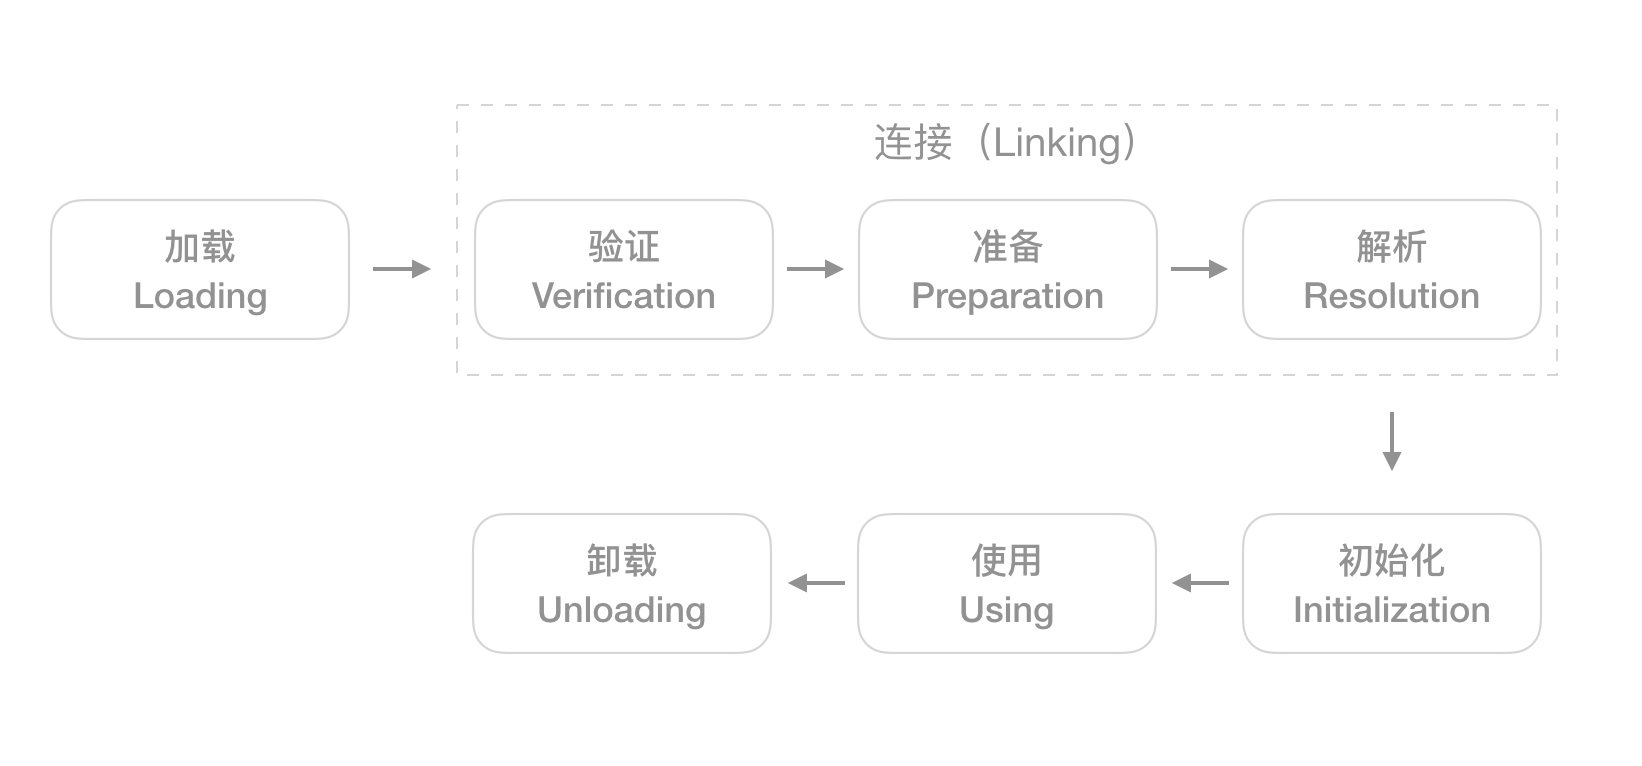 连接（Linking）
加载
Loading
验证
Verification
准备
Preparation
解析
Resolution
卸载
Unloading
使用
Using
初始化
Initialization